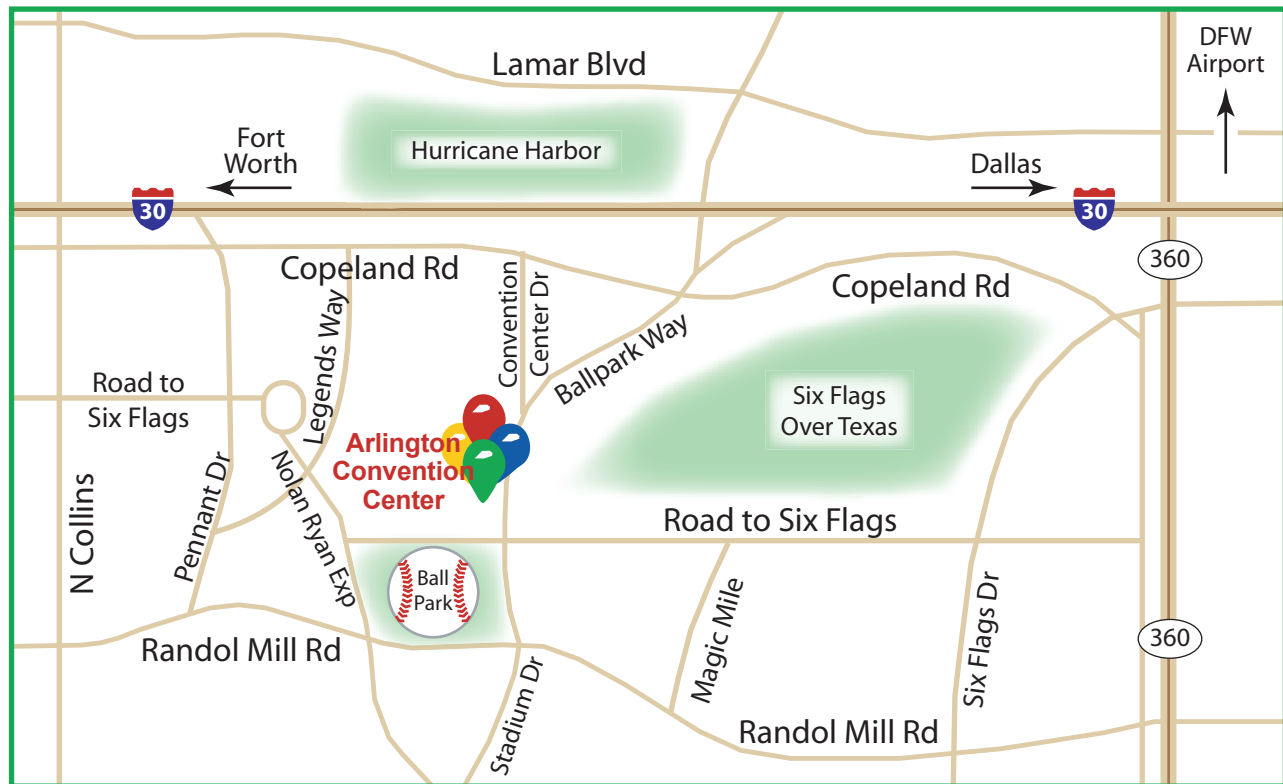 DFW
Airport
Lamar Blvd
Hurricane Harbor
Fort
Worth
Dallas
30
30
360
Copeland Rd
Copeland Rd
Convention
Center Dr
Legends Way
Ballpark Way
Road to
Six Flags
Six Flags
Over Texas
Arlington
Convention
Center
N Collins
Pennant Dr
Nolan Ryan Exp
Road to Six Flags
Ball
Park
Magic Mile
Six Flags Dr
360
Randol Mill Rd
Stadium Dr
Randol Mill Rd